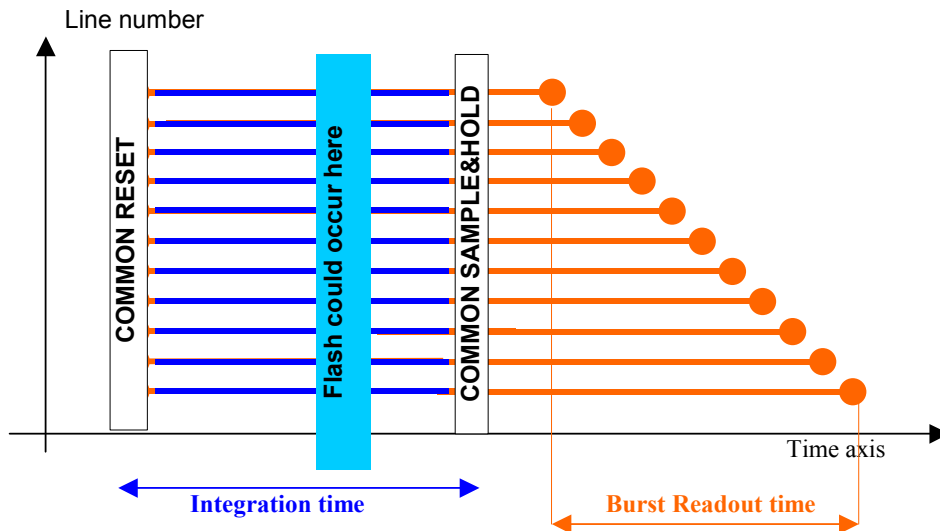 Line number
COMMON RESET
Flash could occur here
COMMON SAMPLE&HOLD
Time axis
Integration time
Burst Readout time